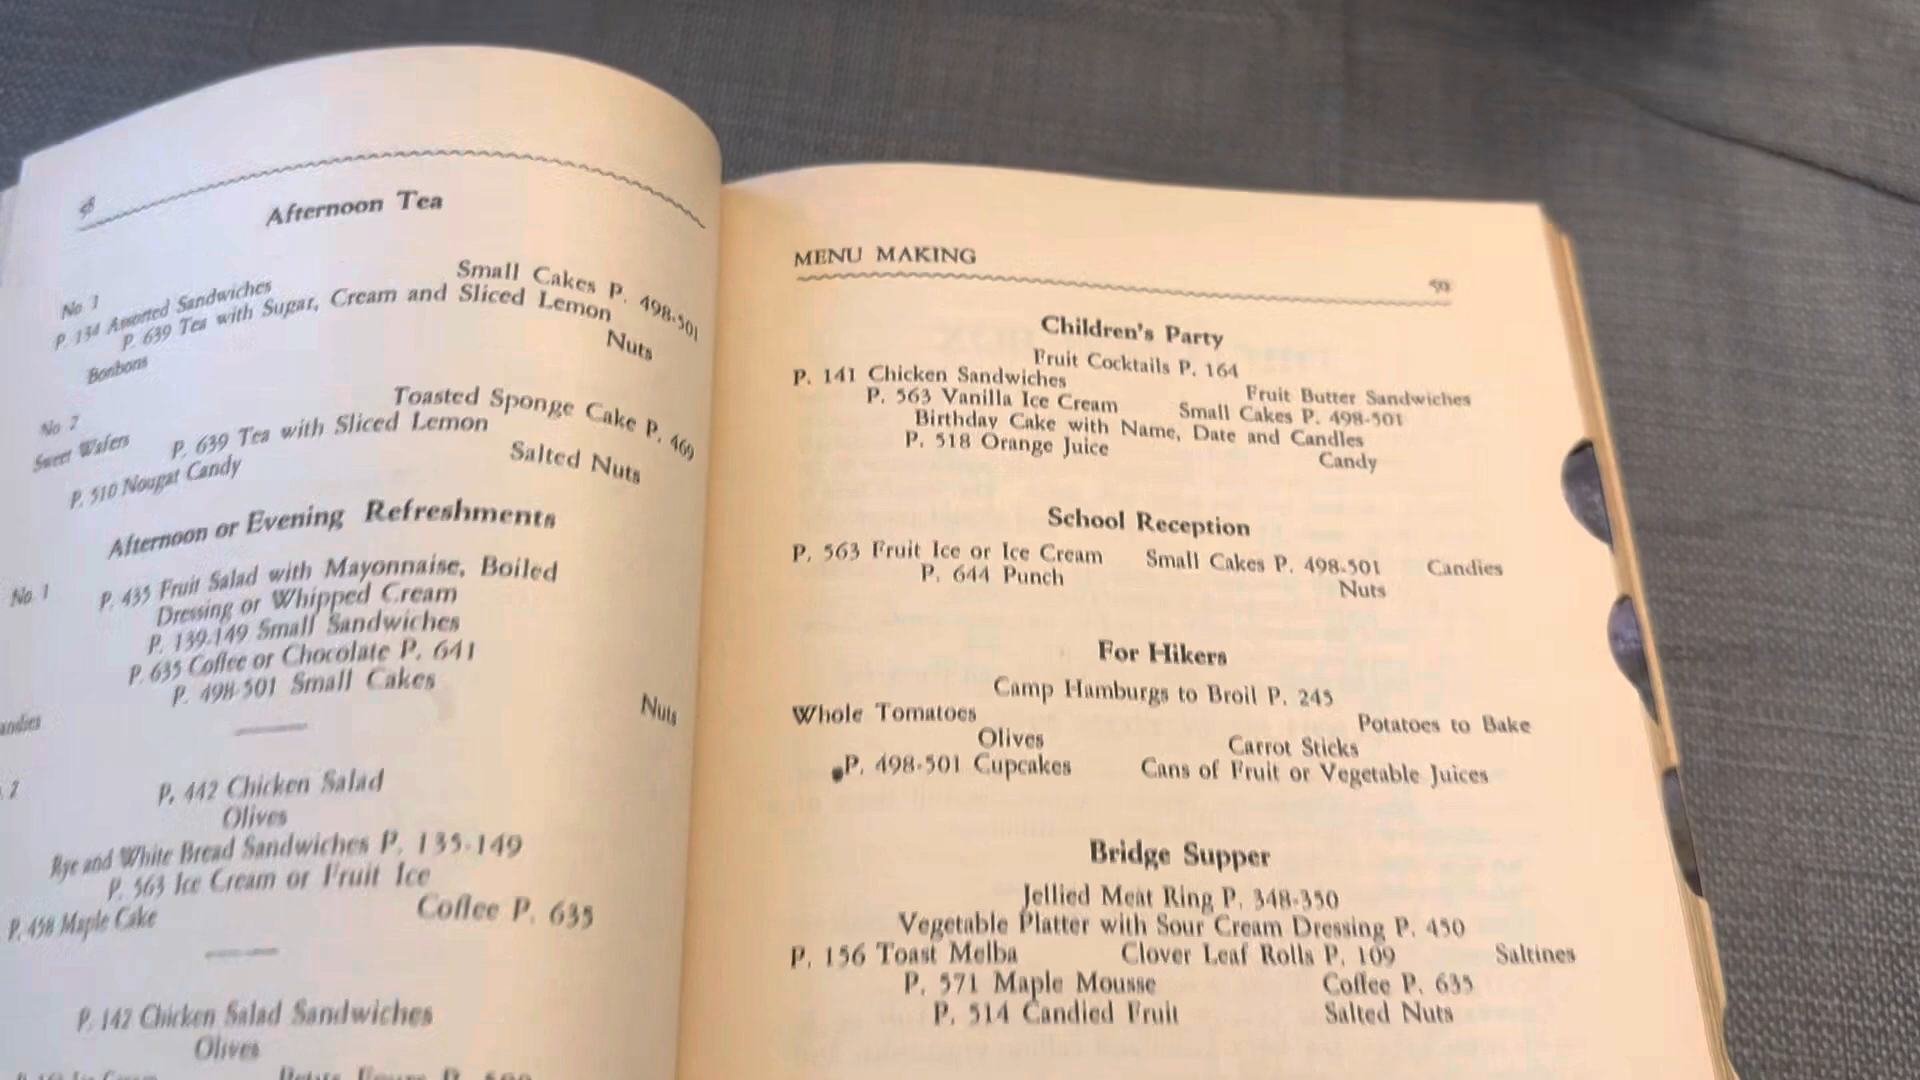 Afternoon Tea
No 1
Small Cakes P. 498-501
P. 134 Assorted Sandwiches
P. 639 Tea with Sugar, Cream and Sliced Lemon
Bonbons
Nuts
No 2
Toasted Sponge Cake P. 469
Sweet Wafers
P. 639 Tea with Sliced Lemon
P. 510 Nougat Candy
Salted Nuts
Afternoon or Evening Refreshments
No 1
P. 435 Fruit Salad with Mayonnaise, Boiled
Dressing or Whipped Cream
P. 139-149 Small Sandwiches
P. 635 Coffee or Chocolate P. 641
P. 498-501 Small Cakes
Nuts
2
P. 442 Chicken Salad
Olives
Rye and White Bread Sandwiches P. 135-149
P. 563 Ice Cream or Fruit Ice
P. 458 Maple Cake
Coffee P. 635
P. 142 Chicken Salad Sandwiches
Olives
MENU MAKING
Children's Party
Fruit Cocktails P. 164
P. 141 Chicken Sandwiches Fruit Butter Sandwiches
P. 563 Vanilla Ice Cream Small Cakes P. 498-501
Birthday Cake with Name, Date and Candles
P. 518 Orange Juice Candy
School Reception
P. 563 Fruit Ice or Ice Cream Small Cakes P. 498-501 Candies
P. 644 Punch Nuts
For Hikers
Camp Hamburgs to Broil P. 245
Whole Tomatoes Potatoes to Bake
Olives Carrot Sticks
P. 498-501 Cupcakes Cans of Fruit or Vegetable Juices
Bridge Supper
Jellied Meat Ring P. 348-350
Vegetable Platter with Sour Cream Dressing P. 450
P. 156 Toast Melba Clover Leaf Rolls P. 109 Saltines
P. 571 Maple Mousse Coffee P. 635
P. 514 Candied Fruit Salted Nuts